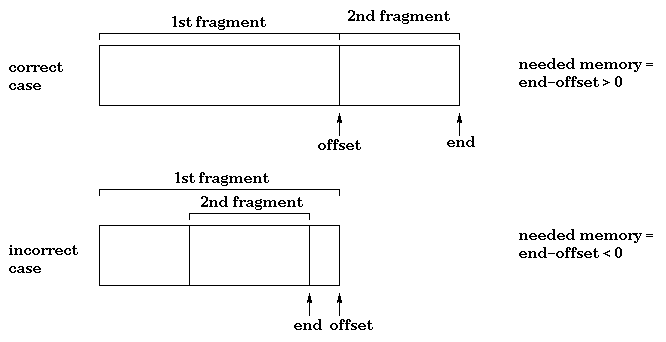 1st fragment
2nd fragment
correct
case
needed memory =
end-offset > 0
offset
end
1st fragment
2nd fragment
incorrect
case
needed memory =
end-offset < 0
end
offset